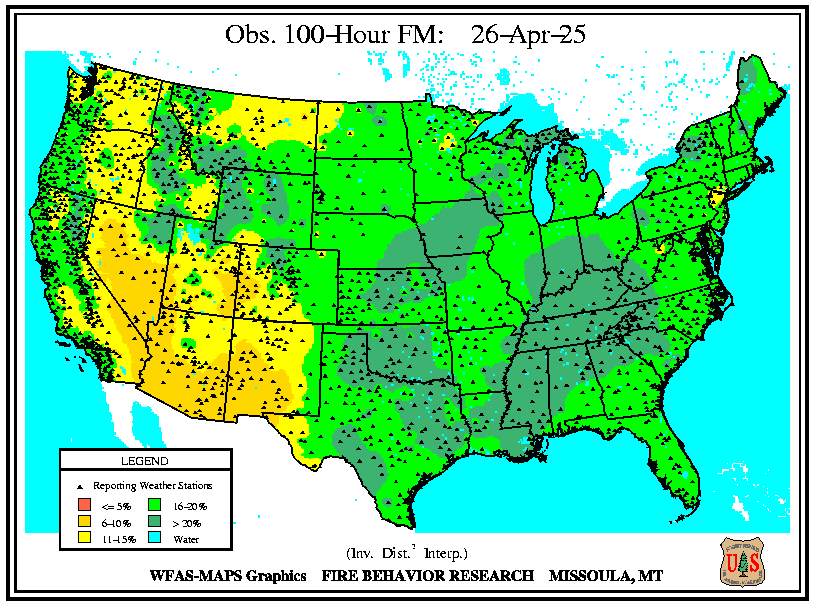 Obs. 100-Hour FM: 26-Apr-25
LEGEND
Reporting Weather Stations
<= 5% 16-20%
6-10% > 20%
11-15% Water
(Inv. Dist.² Interp.)
WFAS-MAPS Graphics FIRE BEHAVIOR RESEARCH MISSOULA, MT
U S